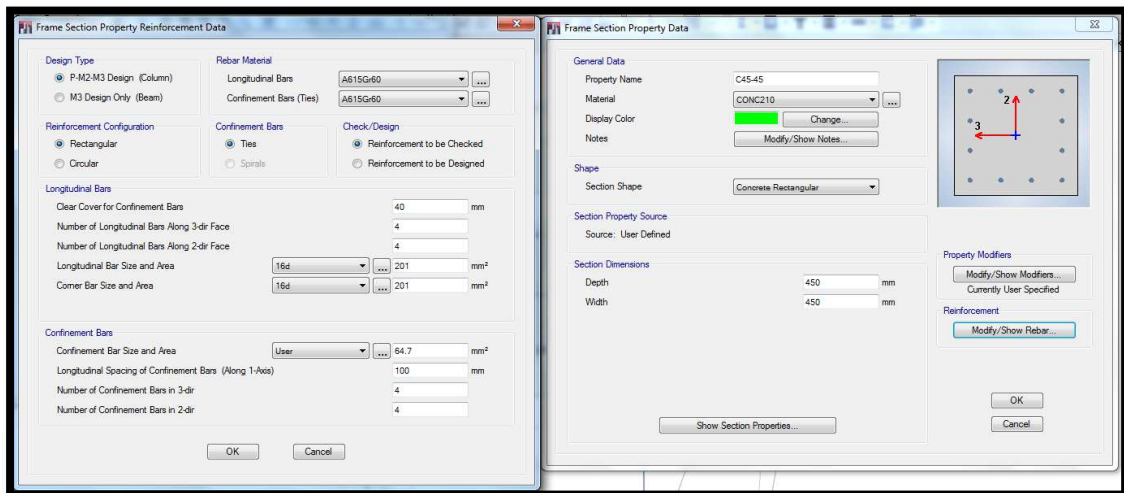 Frame Section Property Reinforcement Data
Design Type
P-M2-M3 Design (Column)
M3 Design Only (Beam)
Rebar Material
Longitudinal Bars A615Gr60 ...
Confinement Bars (Ties) A615Gr60 ...
Reinforcement Configuration
Rectangular
Circular
Confinement Bars
Ties
Spirals
Check/Design
Reinforcement to be Checked
Reinforcement to be Designed
Longitudinal Bars
Clear Cover for Confinement Bars 40 mm
Number of Longitudinal Bars Along 3-dir Face 4
Number of Longitudinal Bars Along 2-dir Face 4
Longitudinal Bar Size and Area 16d ... 201 mm²
Corner Bar Size and Area 16d ... 201 mm²
Confinement Bars
Confinement Bar Size and Area User ... 64.7 mm²
Longitudinal Spacing of Confinement Bars (Along 1-Axis) 100 mm
Number of Confinement Bars in 3-dir 4
Number of Confinement Bars in 2-dir 4
OK Cancel
Frame Section Property Data
General Data
Property Name C45-45
Material CONC210 ...
Display Color Change...
Notes Modify/Show Notes...
Shape
Section Shape Concrete Rectangular
Section Property Source
Source: User Defined
Section Dimensions
Depth 450 mm
Width 450 mm
Show Section Properties...
2
3
Property Modifiers
Modify/Show Modifiers...
Currently User Specified
Reinforcement
Modify/Show Rebar...
OK
Cancel